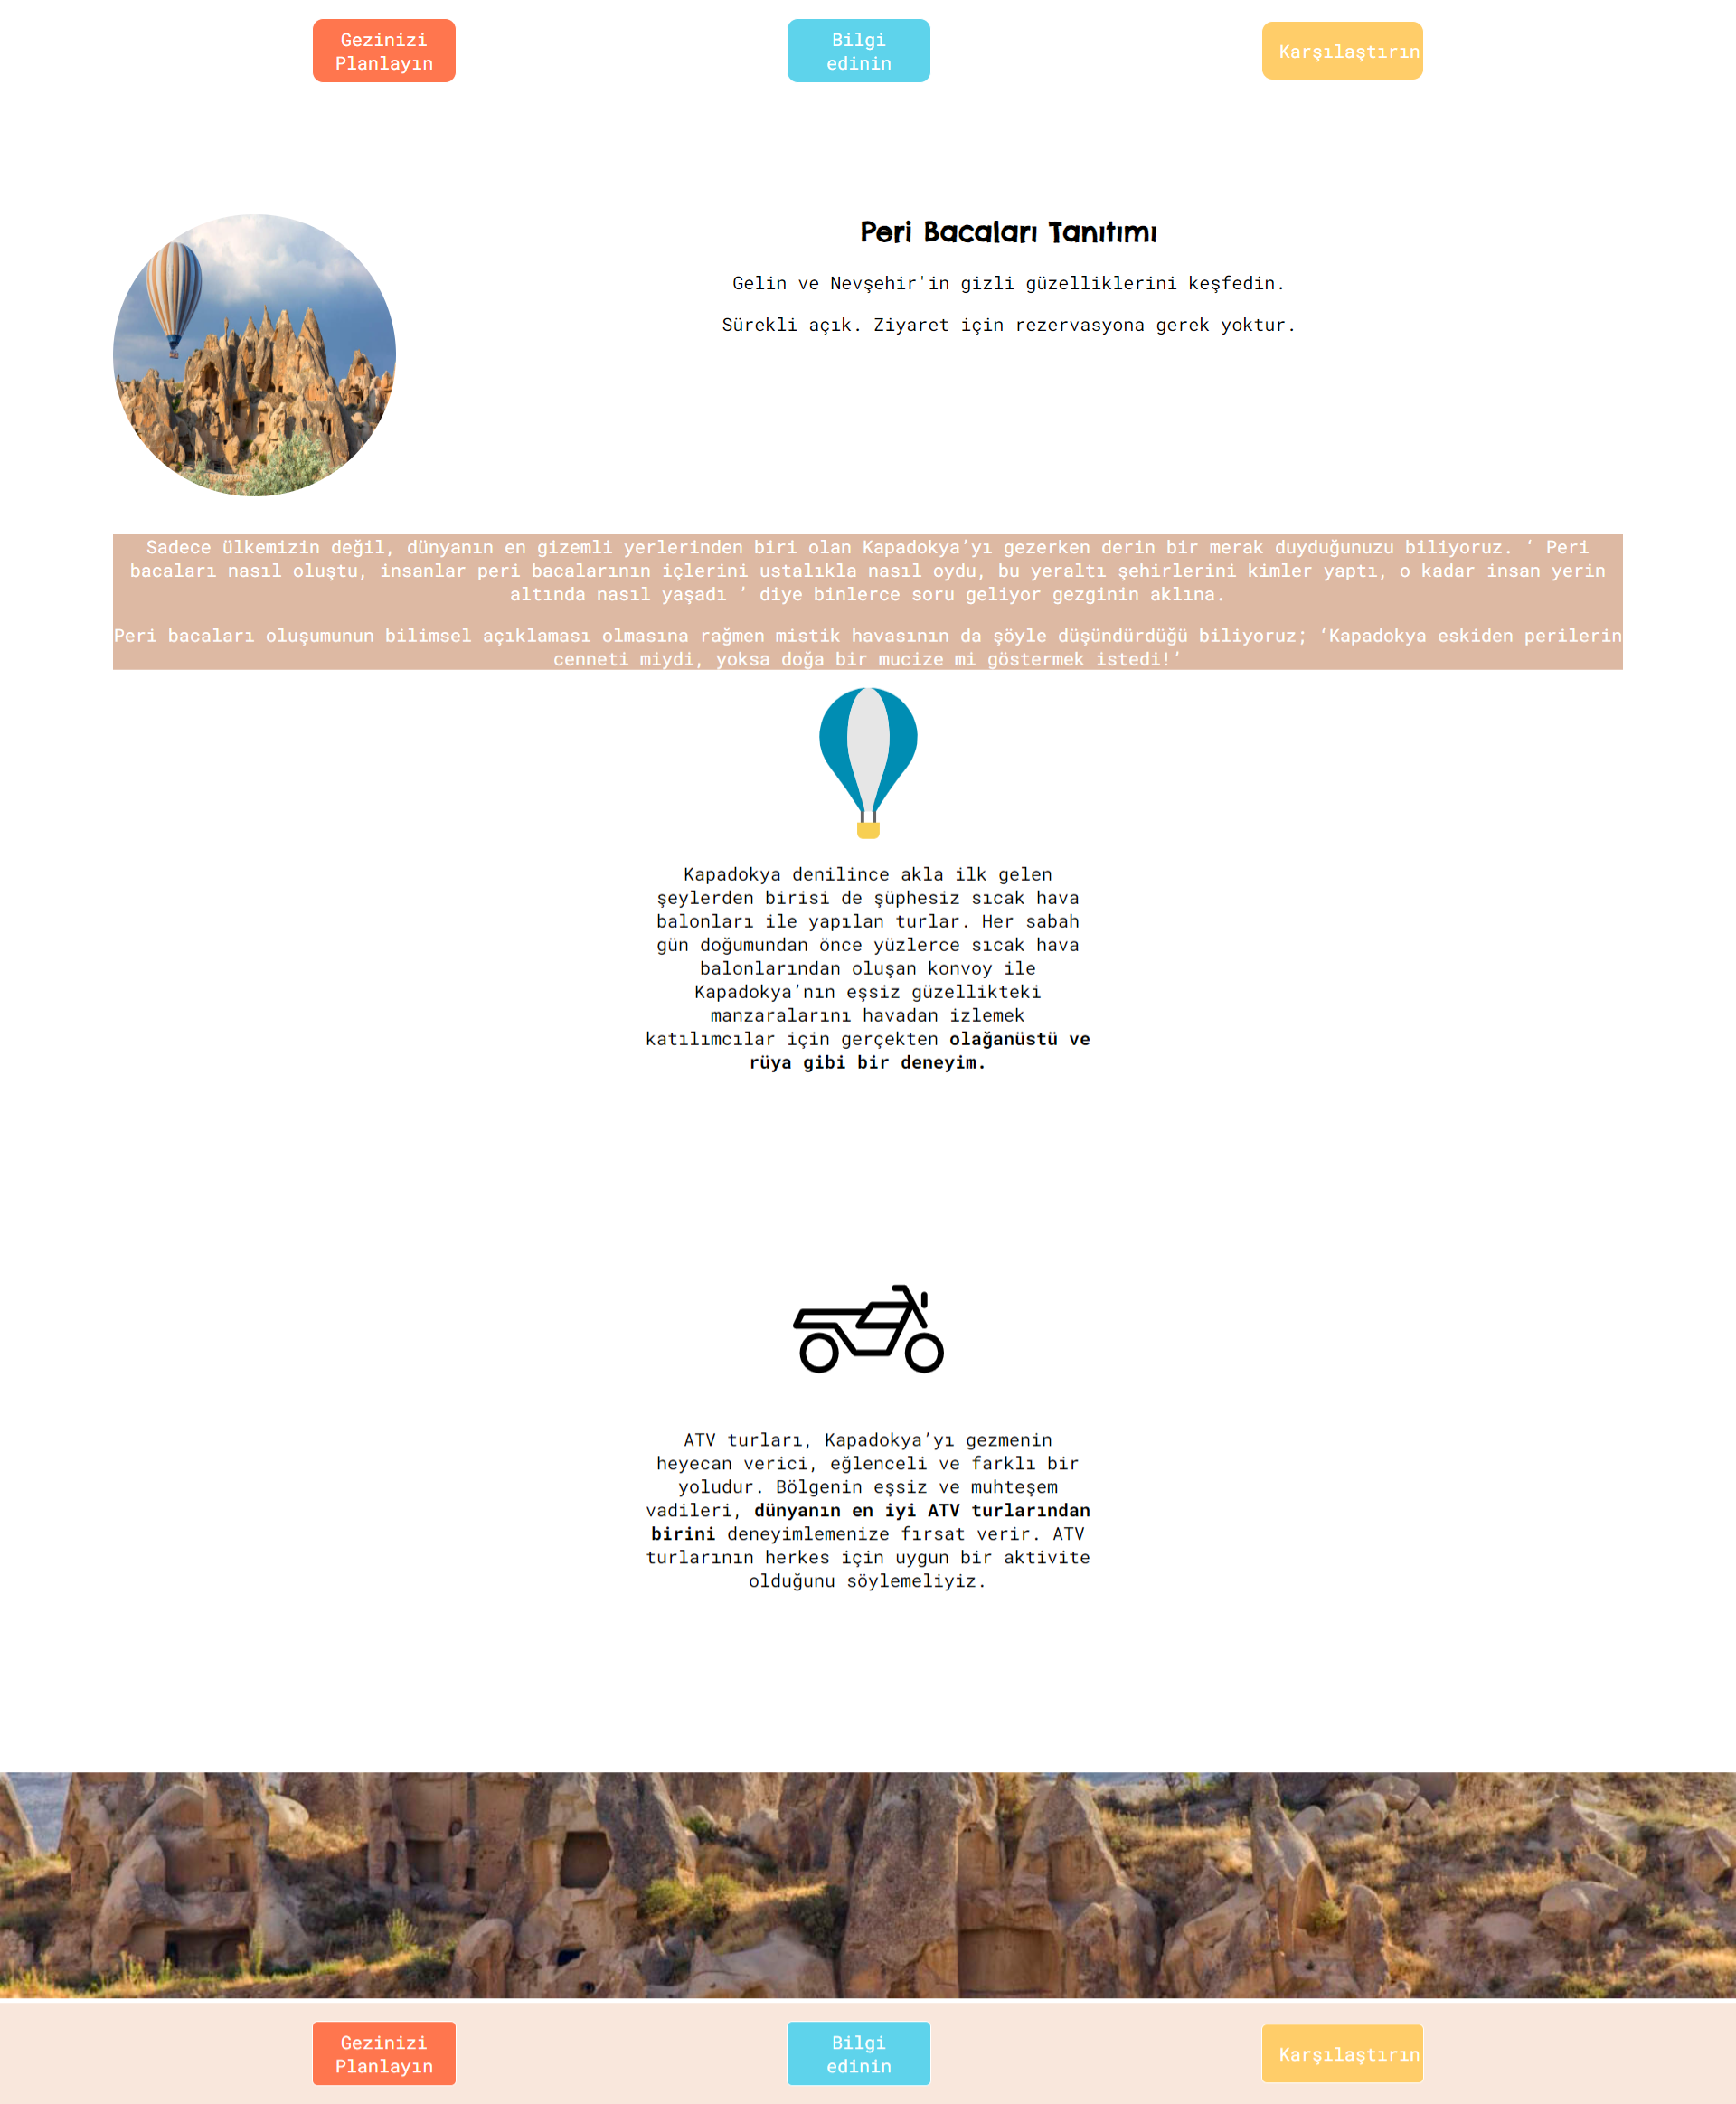 Gezinizi
Planlayın
Bilgi
edinin
Karşılaştırın
Peri Bacaları Tanıtımı
Gelin ve Nevşehir'in gizli güzelliklerini keşfedin.
Sürekli açık. Ziyaret için rezervasyona gerek yoktur.
Sadece ülkemizin değil, dünyanın en gizemli yerlerinden biri olan Kapadokya’yı gezerken derin bir merak duyduğunuzu biliyoruz. ‘ Peri
bacaları nasıl oluştu, insanlar peri bacalarının içlerini ustalıkla nasıl oydu, bu yeraltı şehirlerini kimler yaptı, o kadar insan yerin
altında nasıl yaşadı ’ diye binlerce soru geliyor gezginin aklına.
Peri bacaları oluşumunun bilimsel açıklaması olmasına rağmen mistik havasının da şöyle düşündürdüğü biliyoruz; ‘Kapadokya eskiden perilerin
cenneti miydi, yoksa doğa bir mucize mi göstermek istedi!’
Kapadokya denilince akla ilk gelen
şeylerden birisi de şüphesiz sıcak hava
balonları ile yapılan turlar. Her sabah
gün doğumundan önce yüzlerce sıcak hava
balonlarından oluşan konvoy ile
Kapadokya’nın eşsiz güzellikteki
manzaralarını havadan izlemek
katılımcılar için gerçekten olağanüstü ve
rüya gibi bir deneyim.
ATV turları, Kapadokya’yı gezmenin
heyecan verici, eğlenceli ve farklı bir
yoludur. Bölgenin eşsiz ve muhteşem
vadileri, dünyanın en iyi ATV turlarından
birini deneyimlemenize fırsat verir. ATV
turlarının herkes için uygun bir aktivite
olduğunu söylemeliyiz.
Gezinizi
Planlayın
Bilgi
edinin
Karşılaştırın